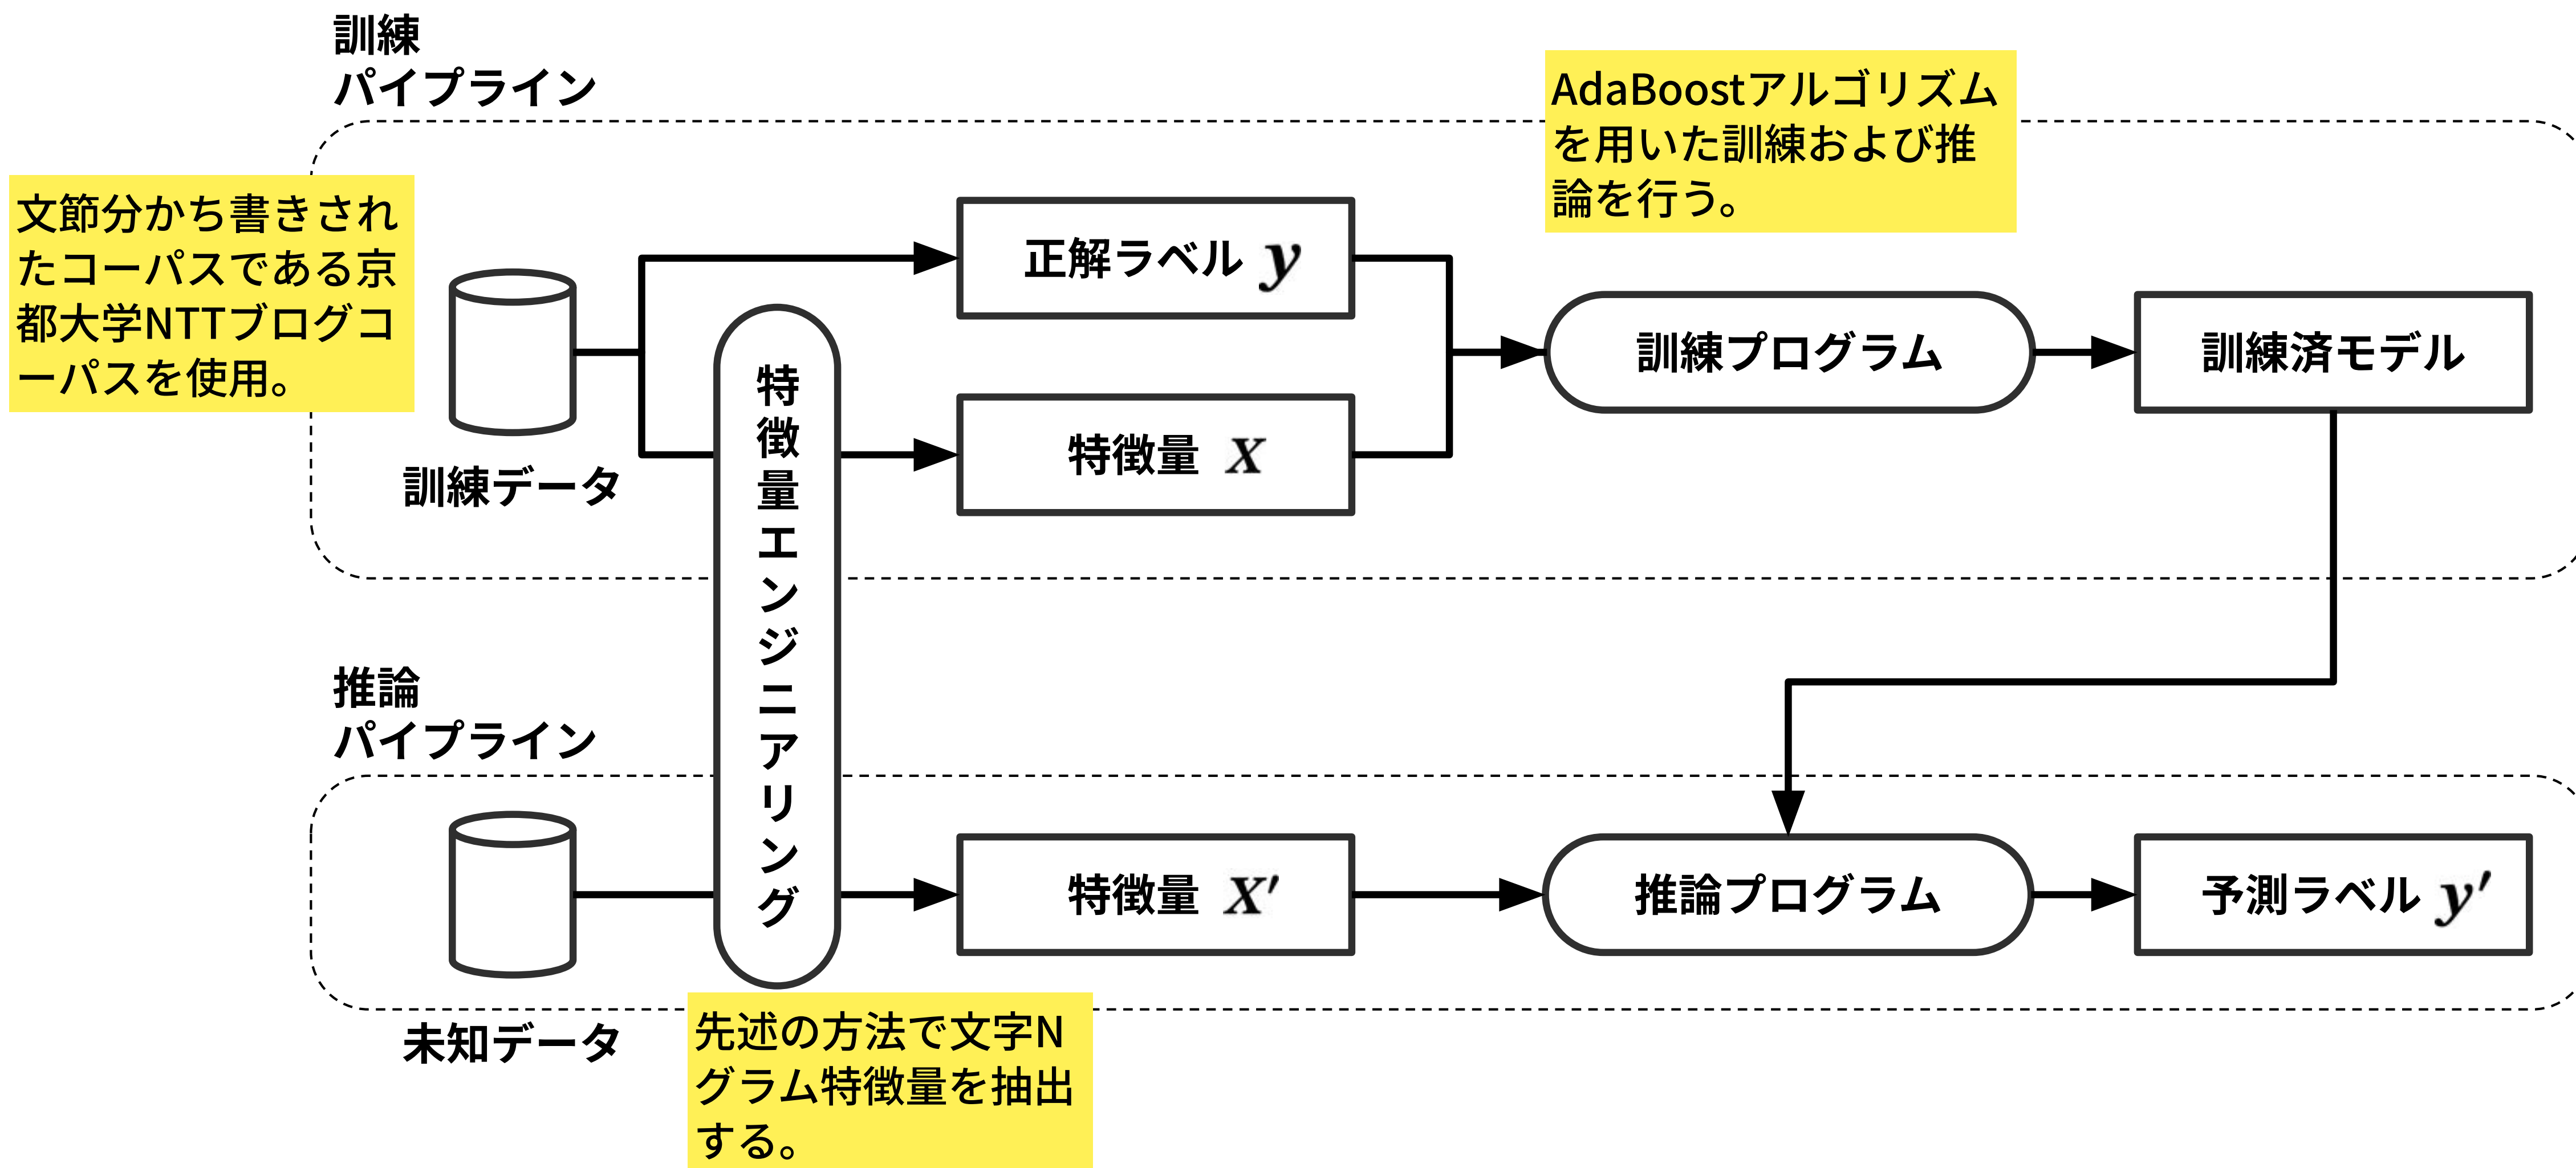 訓練
パイプライン
AdaBoostアルゴリズム
を用いた訓練および推
論を行う。
文節分かち書きされ
たコーパスである京
都大学NTTブログコ
ーパスを使用。
正解ラベル y
特徴量エンジニアリング
訓練プログラム
訓練済モデル
特徴量 X
訓練データ
推論
パイプライン
特徴量 X′
推論プログラム
予測ラベル y′
未知データ
先述の方法で文字N
グラム特徴量を抽出
する。